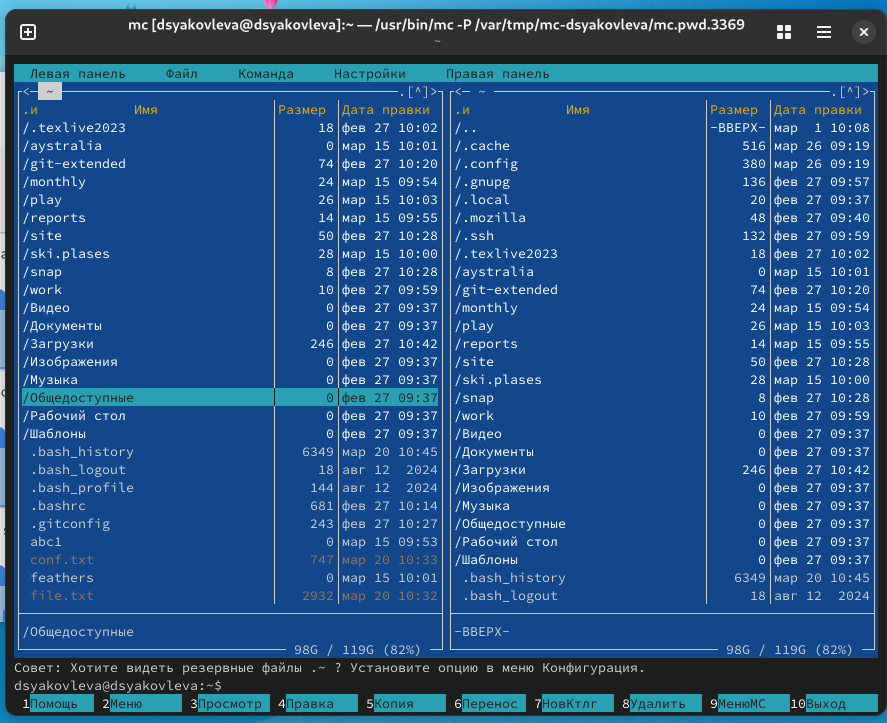 mc [dsyakovleva@dsyakovleva]:~ — /usr/bin/mc -P /var/tmp/mc-dsyakovleva/mc.pwd.3369
~
Левая панель Файл Команда Настройки Правая панель
<- ~ .[^]> <- ~ .[^]>
.и Имя Размер Дата правки .и Имя Размер Дата правки
/.texlive2023 18 фев 27 10:02 /.. -ВВЕРХ- мар 1 10:08
/aystralia 0 мар 15 10:01 /.cache 516 мар 26 09:19
/git-extended 74 фев 27 10:20 /.config 380 мар 26 09:19
/monthly 24 мар 15 09:54 /.gnupg 136 фев 27 09:57
/play 26 мар 15 10:03 /.local 20 фев 27 09:37
/reports 14 мар 15 09:55 /.mozilla 48 фев 27 09:40
/site 50 фев 27 10:28 /.ssh 132 фев 27 09:59
/ski.plases 28 мар 15 10:00 /.texlive2023 18 фев 27 10:02
/snap 8 фев 27 10:28 /aystralia 0 мар 15 10:01
/work 10 фев 27 09:59 /git-extended 74 фев 27 10:20
/Видео 0 фев 27 09:37 /monthly 24 мар 15 09:54
/Документы 0 фев 27 09:37 /play 26 мар 15 10:03
/Загрузки 246 фев 27 10:42 /reports 14 мар 15 09:55
/Изображения 0 фев 27 09:37 /site 50 фев 27 10:28
/Музыка 0 фев 27 09:37 /ski.plases 28 мар 15 10:00
/Общедоступные 0 фев 27 09:37 /snap 8 фев 27 10:28
/Рабочий стол 0 фев 27 09:37 /work 10 фев 27 09:59
/Шаблоны 0 фев 27 09:37 /Видео 0 фев 27 09:37
.bash_history 6349 мар 20 10:45 /Документы 0 фев 27 09:37
.bash_logout 18 авг 12 2024 /Загрузки 246 фев 27 10:42
.bash_profile 144 авг 12 2024 /Изображения 0 фев 27 09:37
.bashrc 681 фев 27 10:14 /Музыка 0 фев 27 09:37
.gitconfig 243 фев 27 10:27 /Общедоступные 0 фев 27 09:37
abc1 0 мар 15 09:53 /Рабочий стол 0 фев 27 09:37
conf.txt 747 мар 20 10:33 /Шаблоны 0 фев 27 09:37
feathers 0 мар 15 10:01 .bash_history 6349 мар 20 10:45
file.txt 2932 мар 20 10:32 .bash_logout 18 авг 12 2024
/Общедоступные -ВВЕРХ-
98G / 119G (82%) 98G / 119G (82%)
Совет: Хотите видеть резервные файлы .~ ? Установите опцию в меню Конфигурация.
dsyakovleva@dsyakovleva:~$
1Помощь 2Меню 3Просмотр 4Правка 5Копия 6Перенос 7НовКтлг 8Удалить 9МенюМС 10Выход